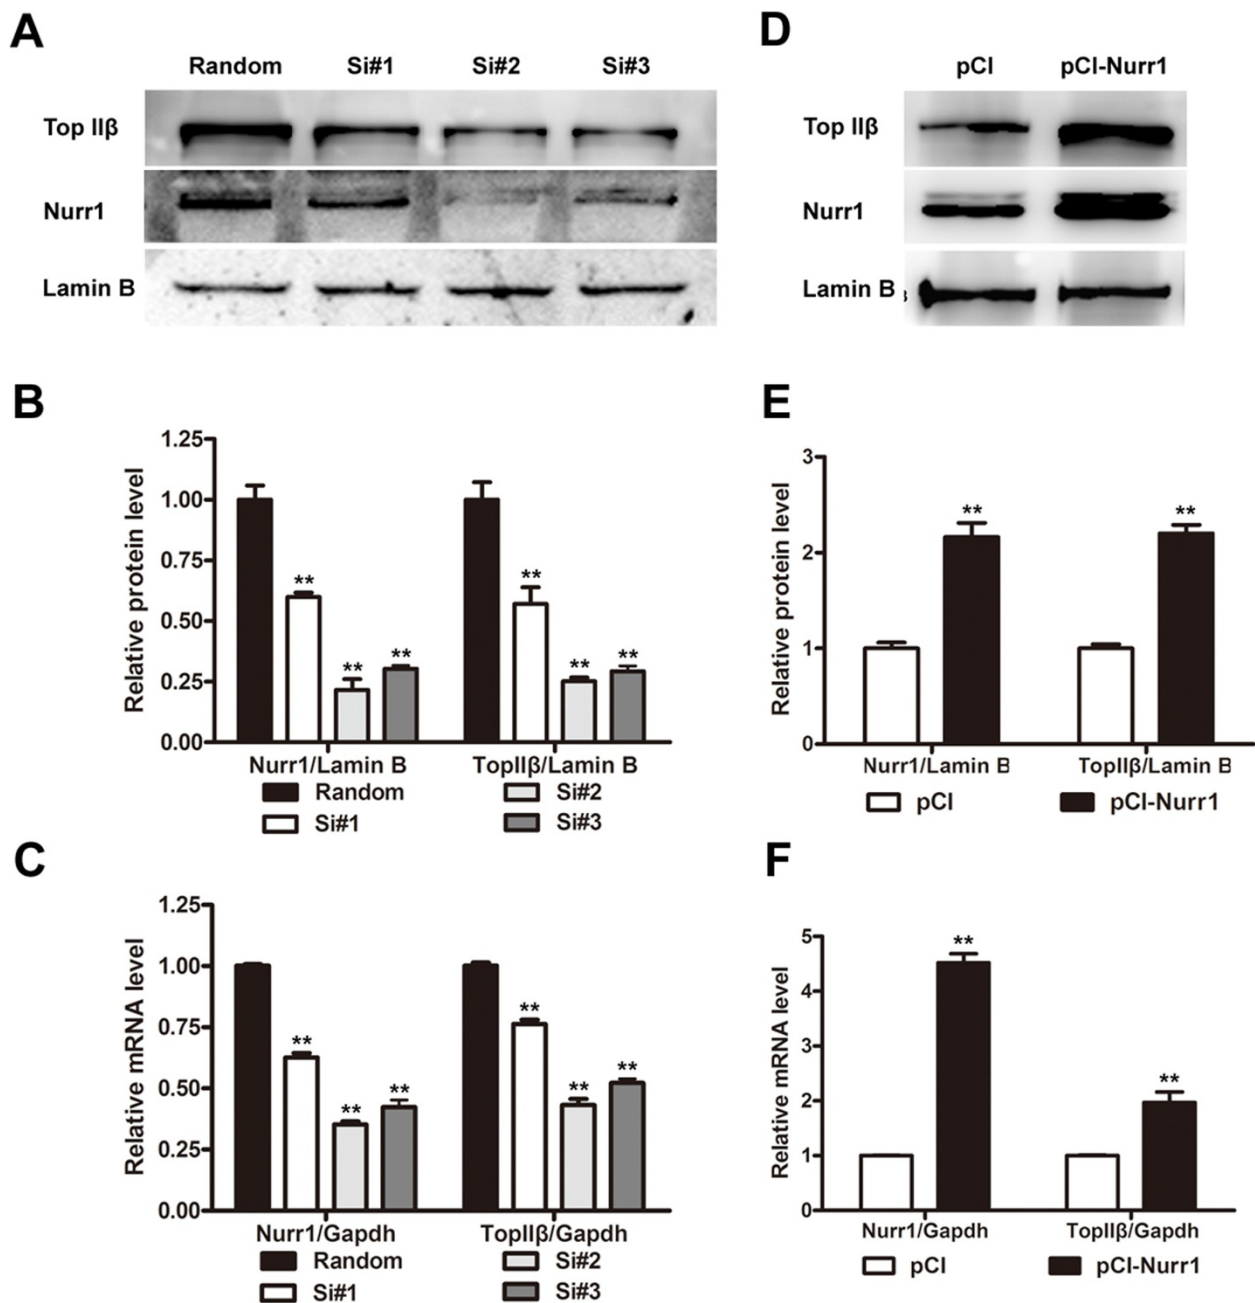 A
Random Si#1 Si#2 Si#3
Top IIβ
Nurr1
Lamin B
D
pCI pCI-Nurr1
Top IIβ
Nurr1
Lamin B
B
Relative protein level
1.25
1.00
0.75
0.50
0.25
0.00
** ** ** ** ** **
Nurr1/Lamin B TopIIβ/Lamin B
Random Si#2
Si#1 Si#3
E
Relative protein level
3
2
1
0
** **
Nurr1/Lamin B TopIIβ/Lamin B
pCI pCI-Nurr1
C
Relative mRNA level
1.25
1.00
0.75
0.50
0.25
0.00
** ** ** ** ** **
Nurr1/Gapdh TopIIβ/Gapdh
Random Si#2
Si#1 Si#3
F
Relative mRNA level
5
4
3
2
1
0
** **
Nurr1/Gapdh TopIIβ/Gapdh
pCI pCI-Nurr1